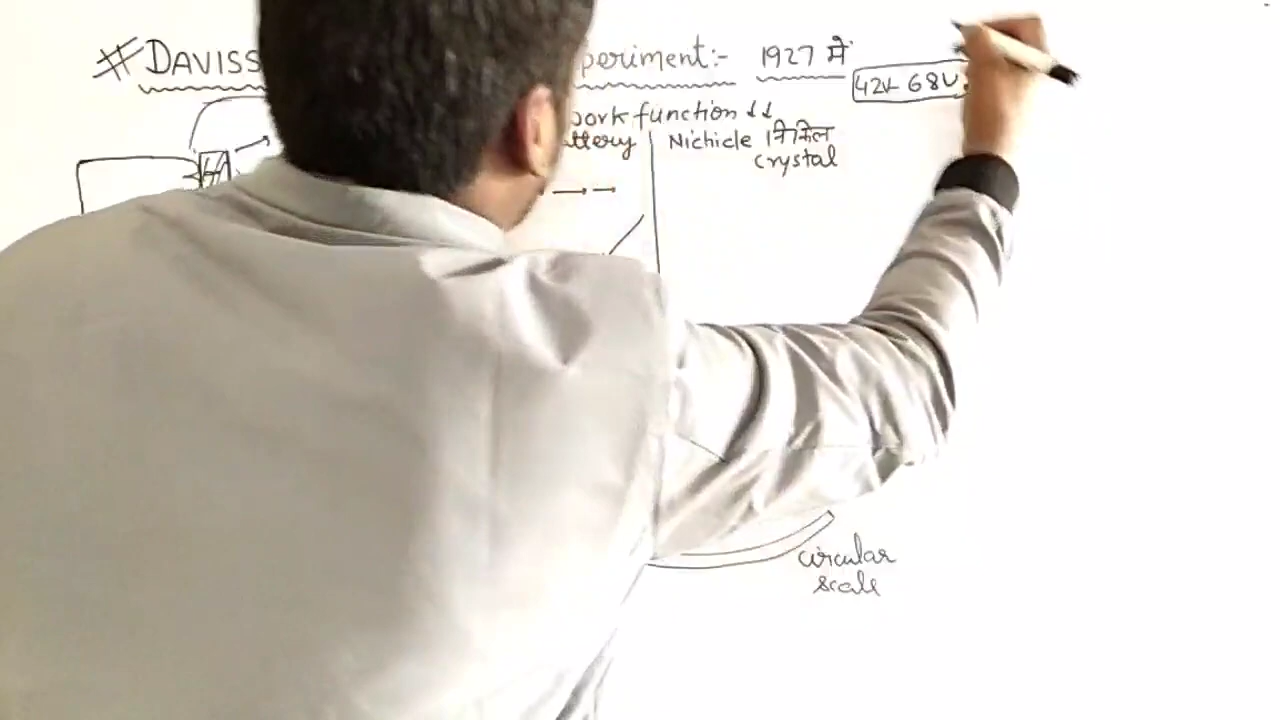 # DAVISS periment:- 1927 में
42V- 68V
work function ↓↓
ttery Nichicle निकिल
crystal
circular
scale